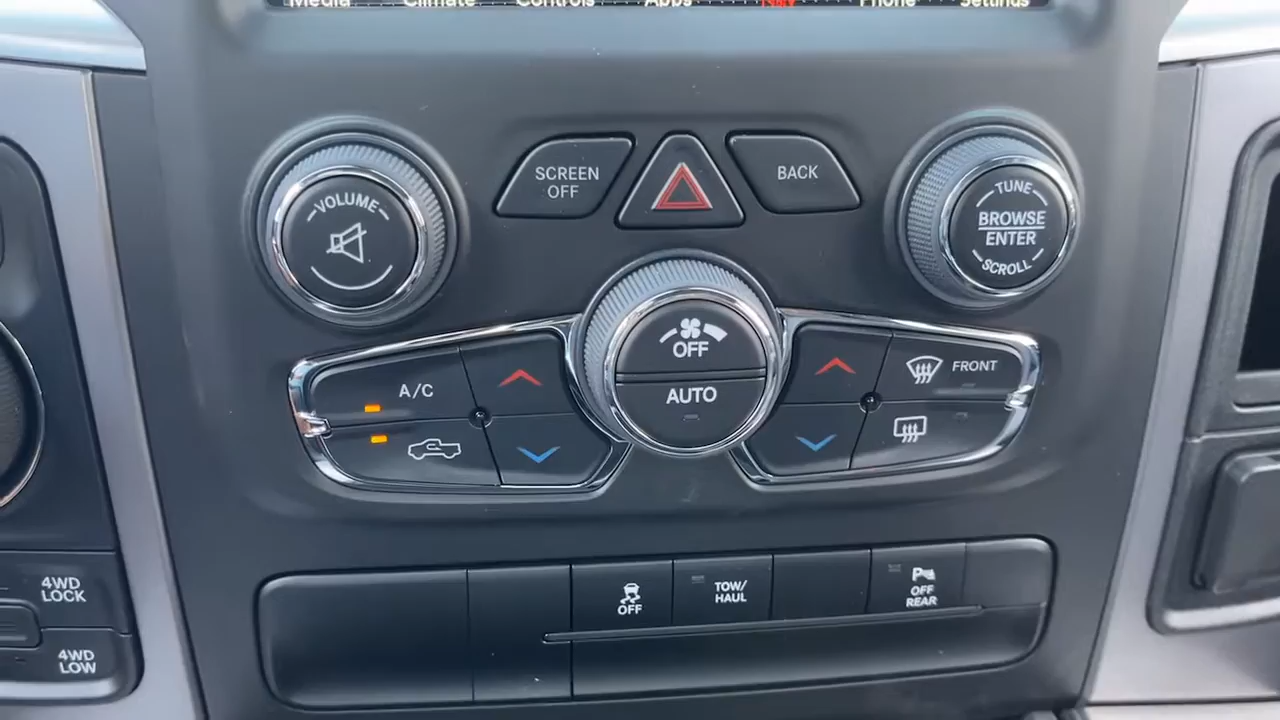 Media Climate Controls Apps Nav Phone Settings
SCREEN
OFF
BACK
VOLUME
TUNE
BROWSE
ENTER
SCROLL
OFF
AUTO
A/C
FRONT
4WD
LOCK
4WD
LOW
OFF
TOW/
HAUL
OFF
REAR